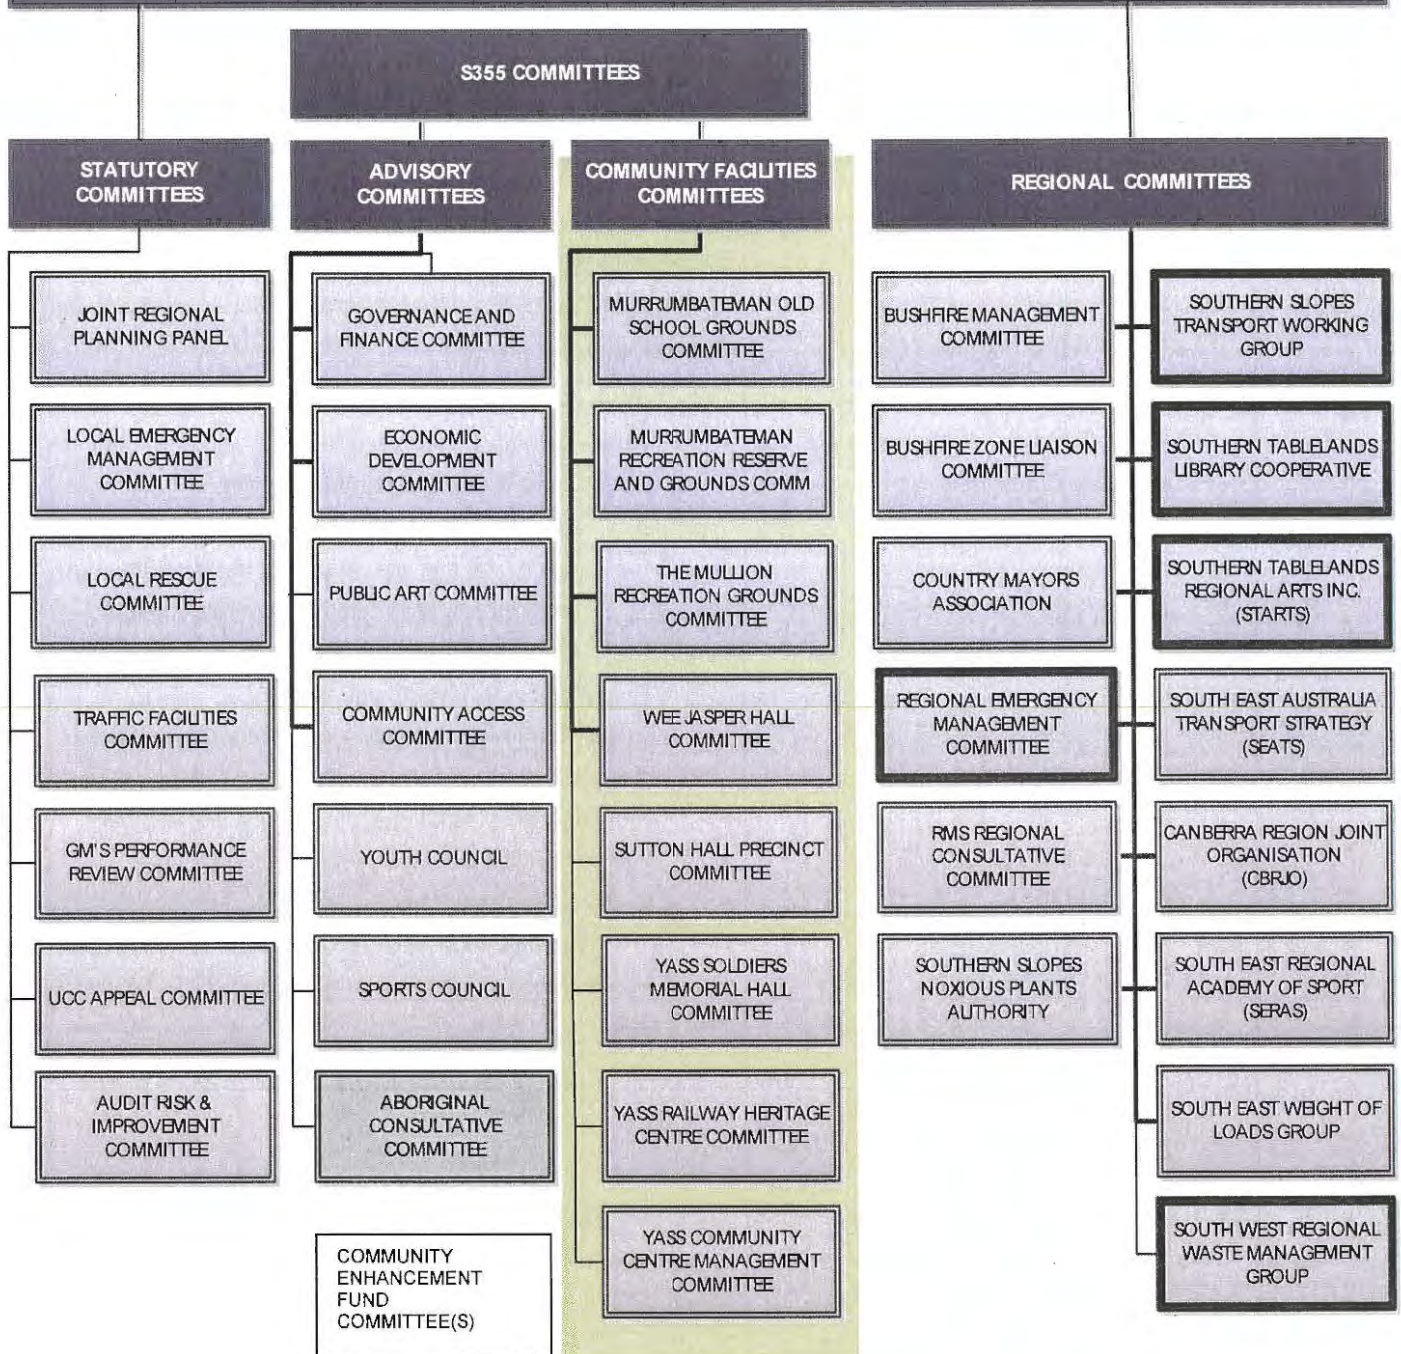 S355 COMMITTEES
STATUTORY
COMMITTEES
ADVISORY
COMMITTEES
COMMUNITY FACILITIES
COMMITTEES
REGIONAL COMMITTEES
JOINT REGIONAL
PLANNING PANEL
LOCAL EMERGENCY
MANAGEMENT
COMMITTEE
LOCAL RESCUE
COMMITTEE
TRAFFIC FACILITIES
COMMITTEE
GM'S PERFORMANCE
REVIEW COMMITTEE
UCC APPEAL COMMITTEE
AUDIT RISK &
IMPROVEMENT
COMMITTEE
GOVERNANCE AND
FINANCE COMMITTEE
ECONOMIC
DEVELOPMENT
COMMITTEE
PUBLIC ART COMMITTEE
COMMUNITY ACCESS
COMMITTEE
YOUTH COUNCIL
SPORTS COUNCIL
ABORIGINAL
CONSULTATIVE
COMMITTEE
COMMUNITY
ENHANCEMENT
FUND
COMMITTEE(S)
MURRUMBATEMAN OLD
SCHOOL GROUNDS
COMMITTEE
MURRUMBATEMAN
RECREATION RESERVE
AND GROUNDS COMM
THE MULLION
RECREATION GROUNDS
COMMITTEE
WEE JASPER HALL
COMMITTEE
SUTTON HALL PRECINCT
COMMITTEE
YASS SOLDIERS
MEMORIAL HALL
COMMITTEE
YASS RAILWAY HERITAGE
CENTRE COMMITTEE
YASS COMMUNITY
CENTRE MANAGEMENT
COMMITTEE
BUSHFIRE MANAGEMENT
COMMITTEE
BUSHFIRE ZONE LIAISON
COMMITTEE
COUNTRY MAYORS
ASSOCIATION
REGIONAL EMERGENCY
MANAGEMENT
COMMITTEE
RMS REGIONAL
CONSULTATIVE
COMMITTEE
SOUTHERN SLOPES
NOXIOUS PLANTS
AUTHORITY
SOUTHERN SLOPES
TRANSPORT WORKING
GROUP
SOUTHERN TABLELANDS
LIBRARY COOPERATIVE
SOUTHERN TABLELANDS
REGIONAL ARTS INC.
(STARTS)
SOUTH EAST AUSTRALIA
TRANSPORT STRATEGY
(SEATS)
CANBERRA REGION JOINT
ORGANISATION
(CBRJO)
SOUTH EAST REGIONAL
ACADEMY OF SPORT
(SERAS)
SOUTH EAST WEIGHT OF
LOADS GROUP
SOUTH WEST REGIONAL
WASTE MANAGEMENT
GROUP